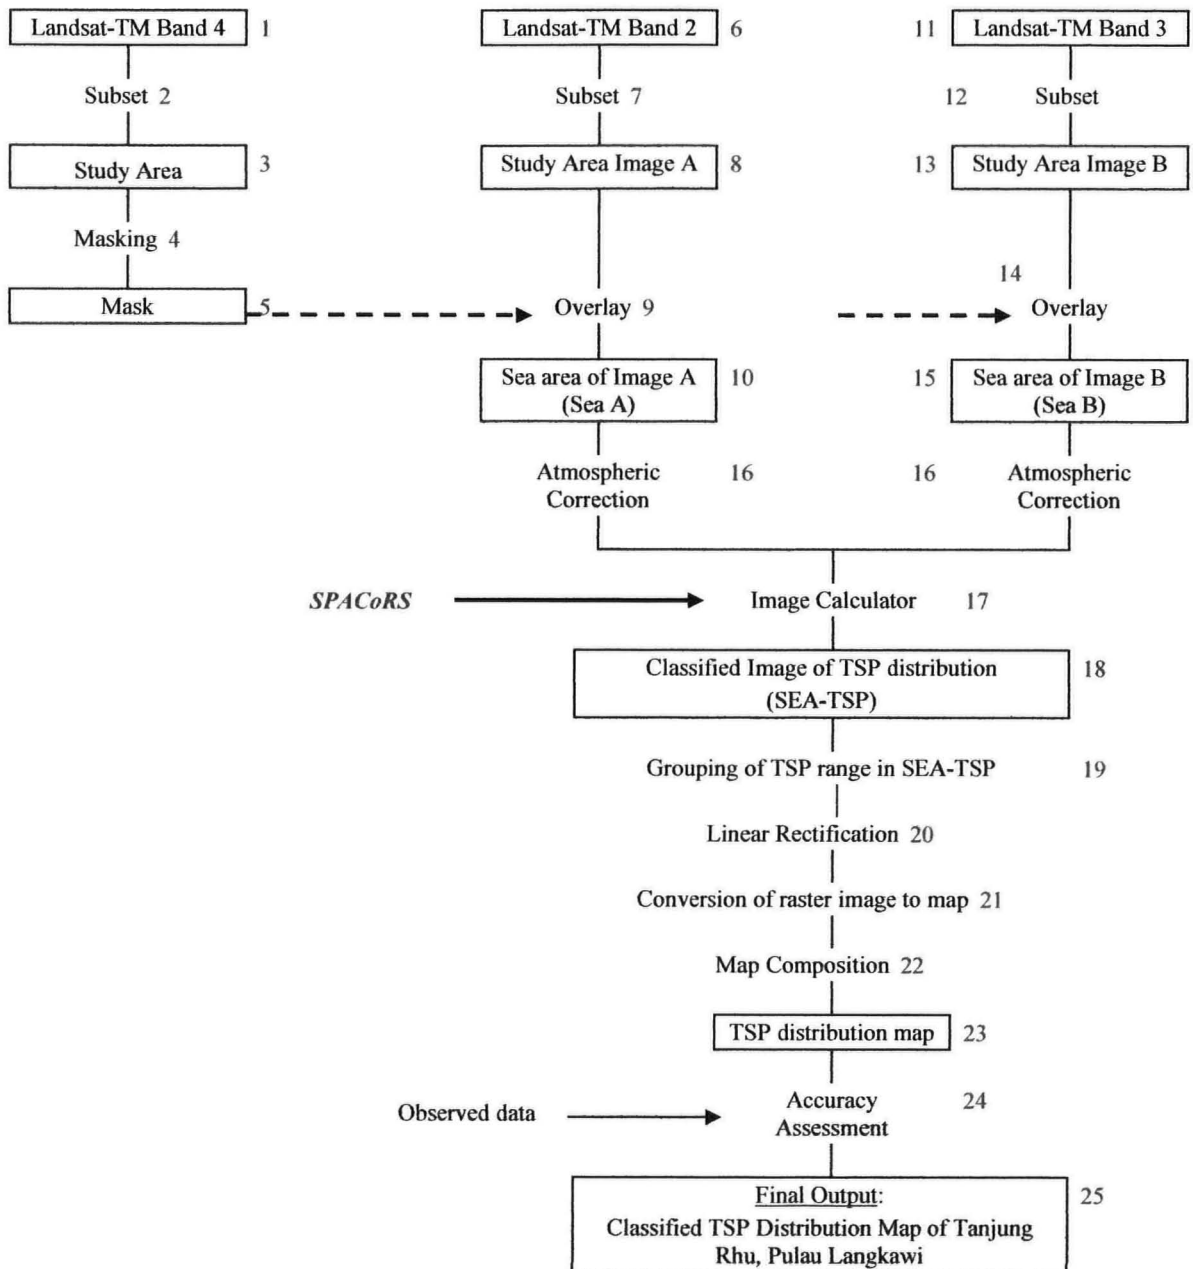 Landsat-TM Band 4 1
Landsat-TM Band 2 6
11 Landsat-TM Band 3
Subset 2
Subset 7
12 Subset
Study Area 3
Study Area Image A 8
13 Study Area Image B
Masking 4
14
Mask 5
Overlay 9
Overlay
Sea area of Image A 10
(Sea A)
15 Sea area of Image B
(Sea B)
Atmospheric 16
Correction
16 Atmospheric
Correction
SPACoRS
Image Calculator 17
Classified Image of TSP distribution 18
(SEA-TSP)
Grouping of TSP range in SEA-TSP 19
Linear Rectification 20
Conversion of raster image to map 21
Map Composition 22
TSP distribution map 23
Observed data
Accuracy 24
Assessment
Final Output: 25
Classified TSP Distribution Map of Tanjung
Rhu, Pulau Langkawi